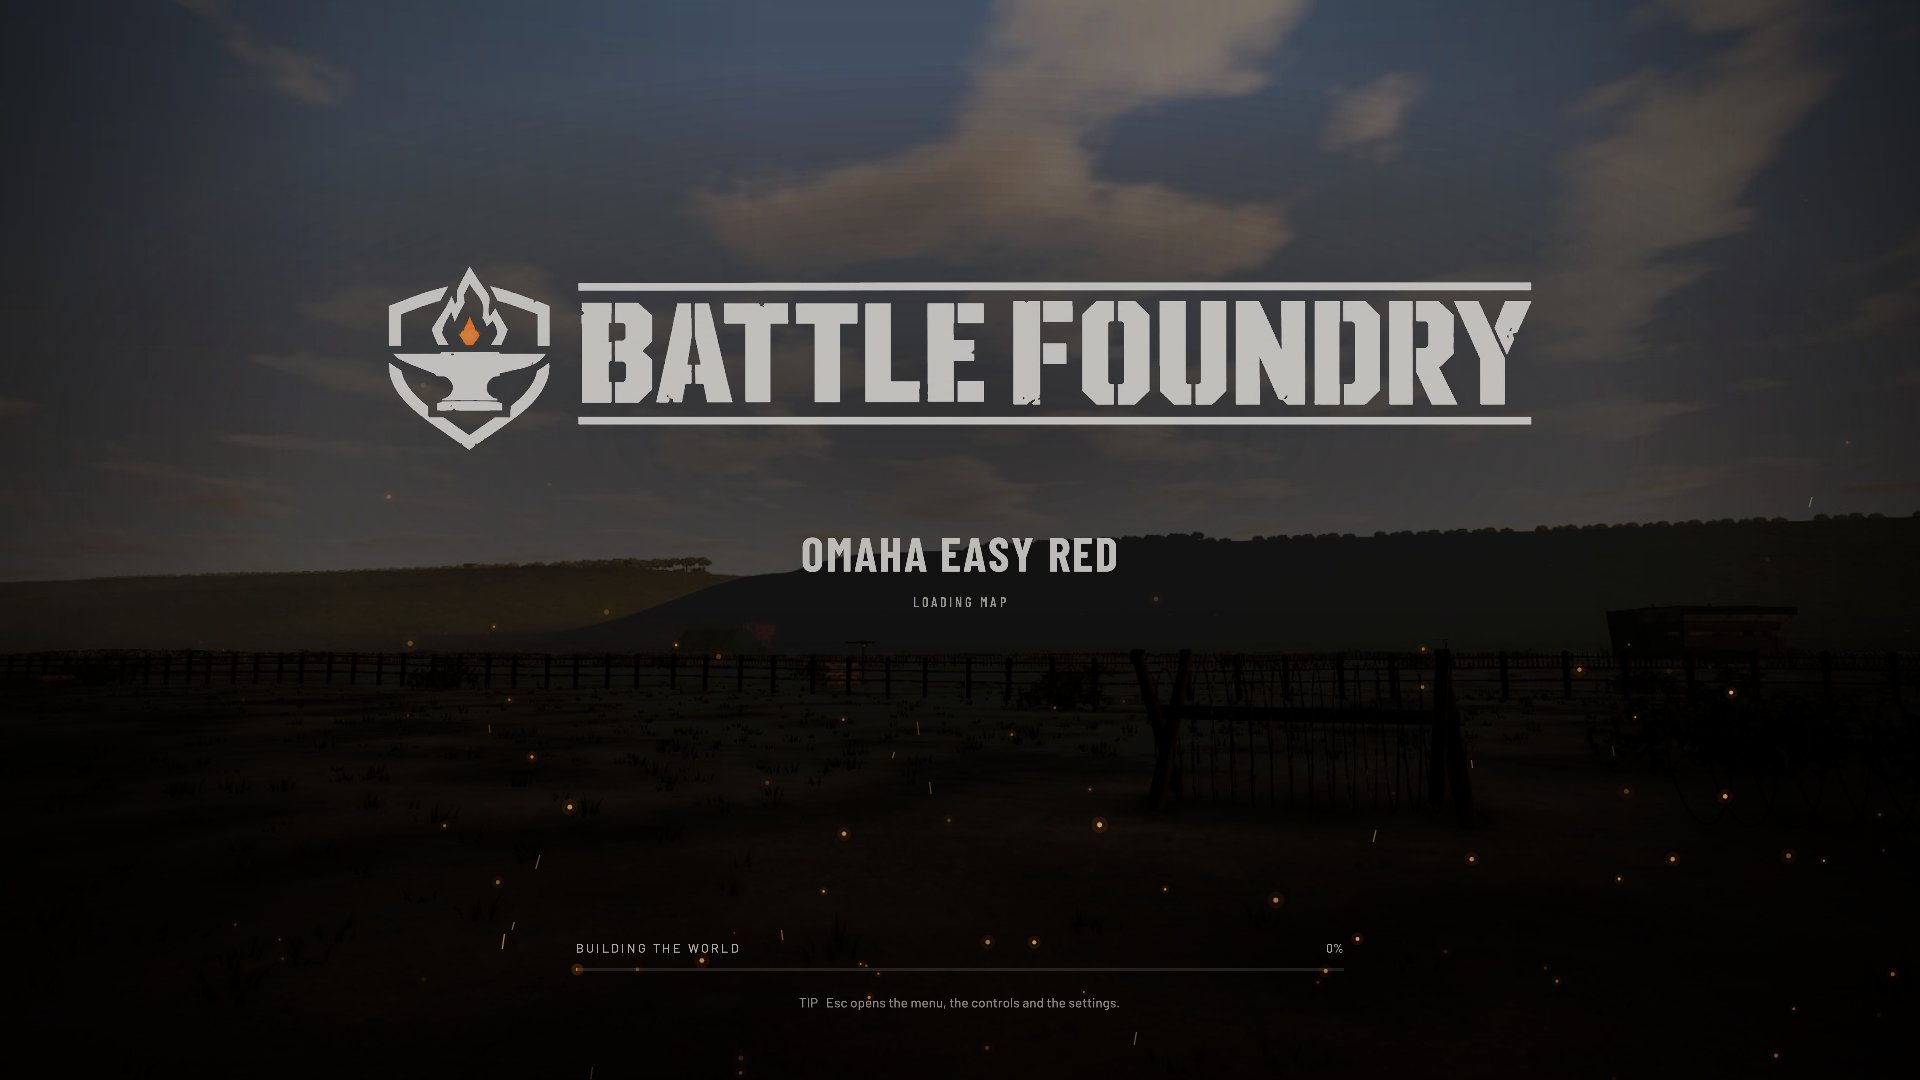 BATTLE FOUNDRY
OMAHA EASY RED
LOADING MAP
BUILDING THE WORLD 0%
TIP Esc opens the menu, the controls and the settings.